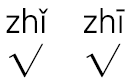 zhǐ zhī
√ √